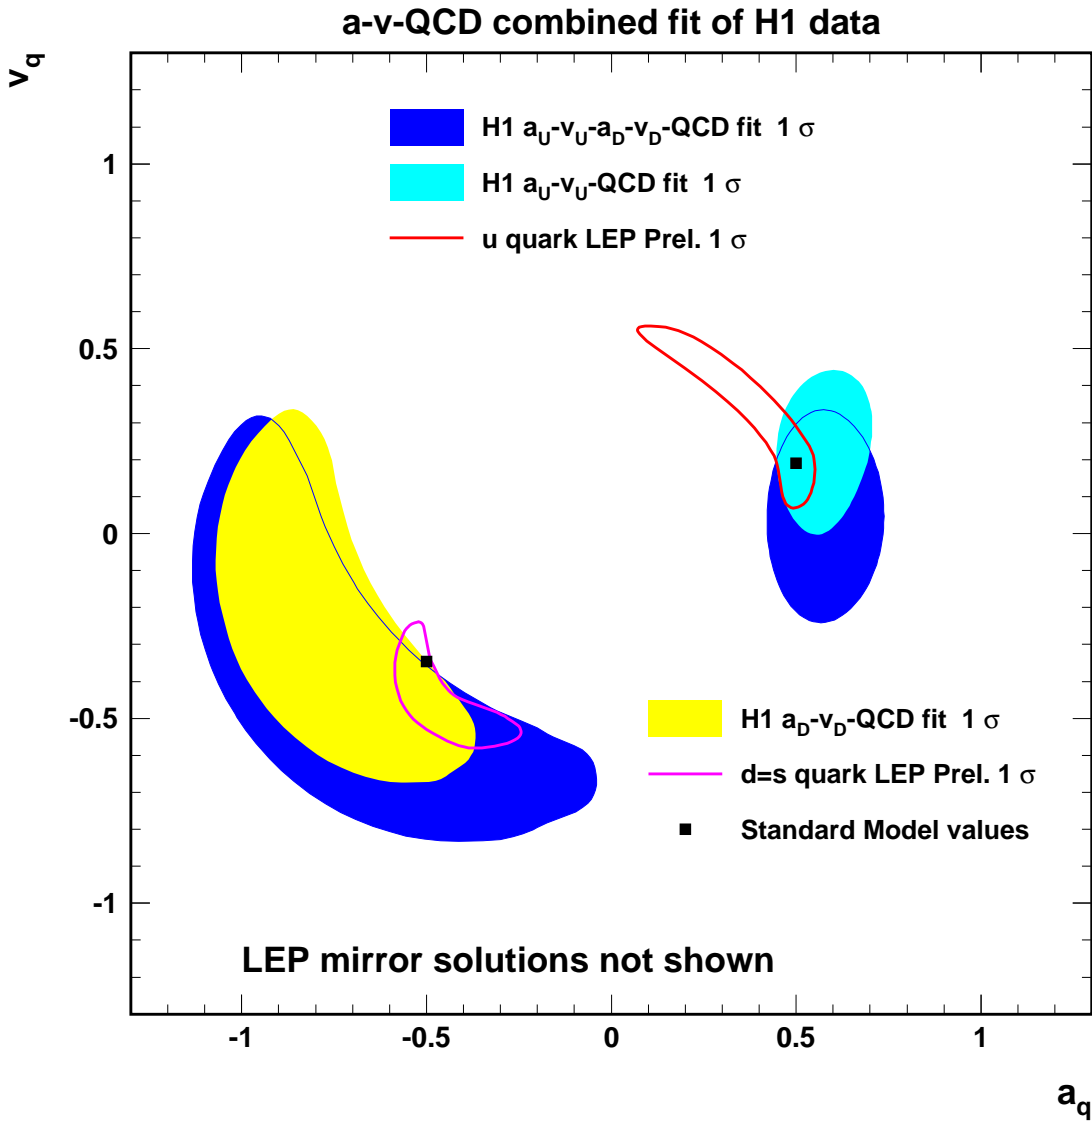 a-v-QCD combined fit of H1 data
v_q
H1 a_U-v_U-a_D-v_D-QCD fit 1 σ
H1 a_U-v_U-QCD fit 1 σ
u quark LEP Prel. 1 σ
1
0.5
0
-0.5
-1
H1 a_D-v_D-QCD fit 1 σ
d=s quark LEP Prel. 1 σ
Standard Model values
LEP mirror solutions not shown
-1 -0.5 0 0.5 1
a_q